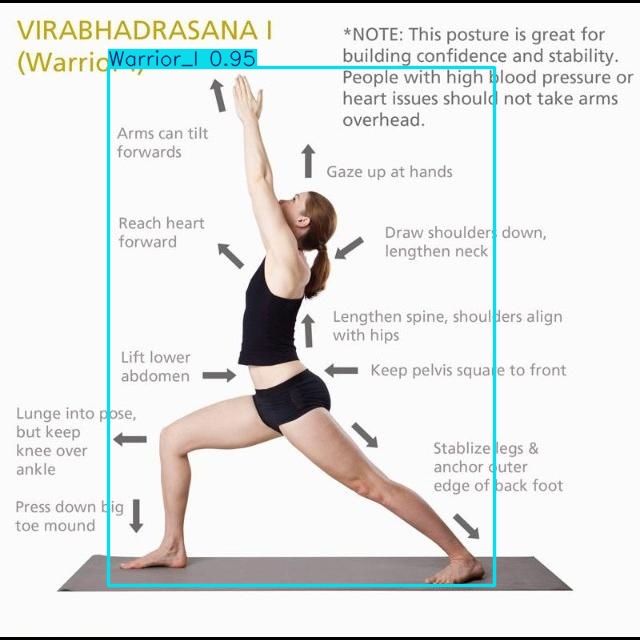 VIRABHADRASANA I
(Warrior I)
Warrior_I 0.95
*NOTE: This posture is great for
building confidence and stability.
People with high blood pressure or
heart issues should not take arms
overhead.
Arms can tilt
forwards
Gaze up at hands
Reach heart
forward
Draw shoulders down,
lengthen neck
Lengthen spine, shoulders align
with hips
Lift lower
abdomen
Keep pelvis square to front
Lunge into pose,
but keep
knee over
ankle
Stablize legs &
anchor outer
edge of back foot
Press down big
toe mound